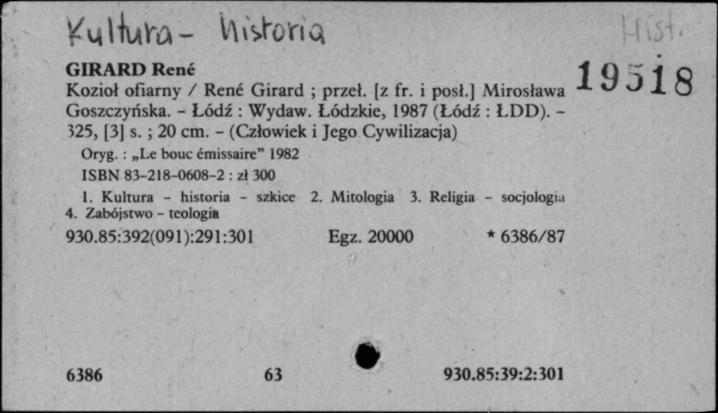 Kultura - historia
Hist.
GIRARD René
19518
Kozioł ofiarny / René Girard ; przeł. [z fr. i posł.] Mirosława
Goszczyńska. – Łódź : Wydaw. Łódzkie, 1987 (Łódź : ŁDD). –
325, [3] s. ; 20 cm. – (Człowiek i Jego Cywilizacja)
Oryg. : „Le bouc émissaire” 1982
ISBN 83-218-0608-2 : zł 300
1. Kultura – historia – szkice 2. Mitologia 3. Religia – socjologia
4. Zabójstwo – teologia
930.85:392(091):291:301 Egz. 20000 * 6386/87
6386 63 930.85:39:2:301